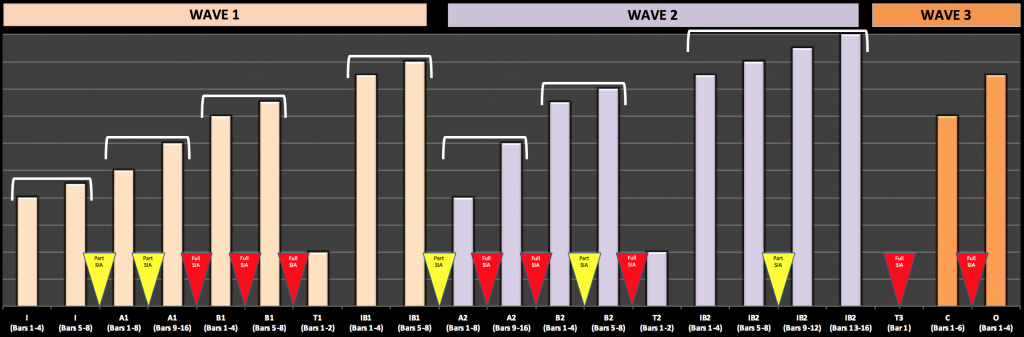 WAVE 1
WAVE 2
WAVE 3
Part
SIA
Part
SIA
Full
SIA
Full
SIA
Full
SIA
Part
SIA
Full
SIA
Full
SIA
Part
SIA
Full
SIA
Part
SIA
Full
SIA
Full
SIA
I
(Bars 1-4)
I
(Bars 5-8)
A1
(Bars 1-8)
A1
(Bars 9-16)
B1
(Bars 1-4)
B1
(Bars 5-8)
T1
(Bars 1-2)
IB1
(Bars 1-4)
IB1
(Bars 5-8)
A2
(Bars 1-8)
A2
(Bars 9-16)
B2
(Bars 1-4)
B2
(Bars 5-8)
T2
(Bars 1-2)
IB2
(Bars 1-4)
IB2
(Bars 5-8)
IB2
(Bars 9-12)
IB2
(Bars 13-16)
T3
(Bar 1)
C
(Bars 1-6)
O
(Bars 1-4)